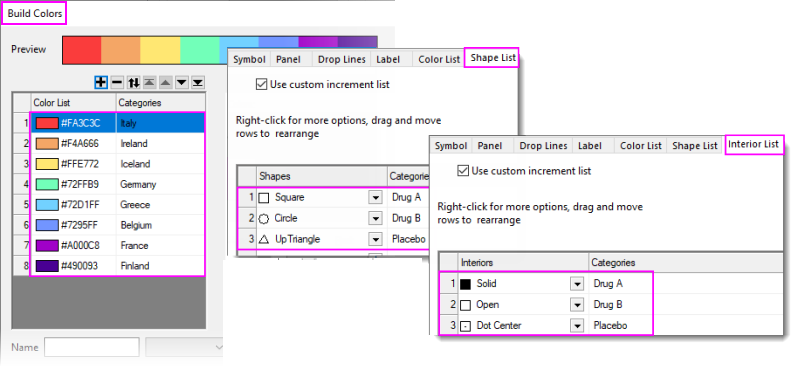 Build Colors
Preview
Color List Categories
1 #FA3C3C Italy
2 #F4A666 Ireland
3 #FFE772 Iceland
4 #72FFB9 Germany
5 #72D1FF Greece
6 #7295FF Belgium
7 #A000C8 France
8 #490093 Finland
Name
Symbol Panel Drop Lines Label Color List Shape List
Use custom increment list
Right-click for more options, drag and move
rows to rearrange
Shapes Categorie
1 Square Drug A
2 Circle Drug B
3 UpTriangle Placebo
Symbol Panel Drop Lines Label Color List Shape List Interior List
Use custom increment list
Right-click for more options, drag and move
rows to rearrange
Interiors Categories
1 Solid Drug A
2 Open Drug B
3 Dot Center Placebo